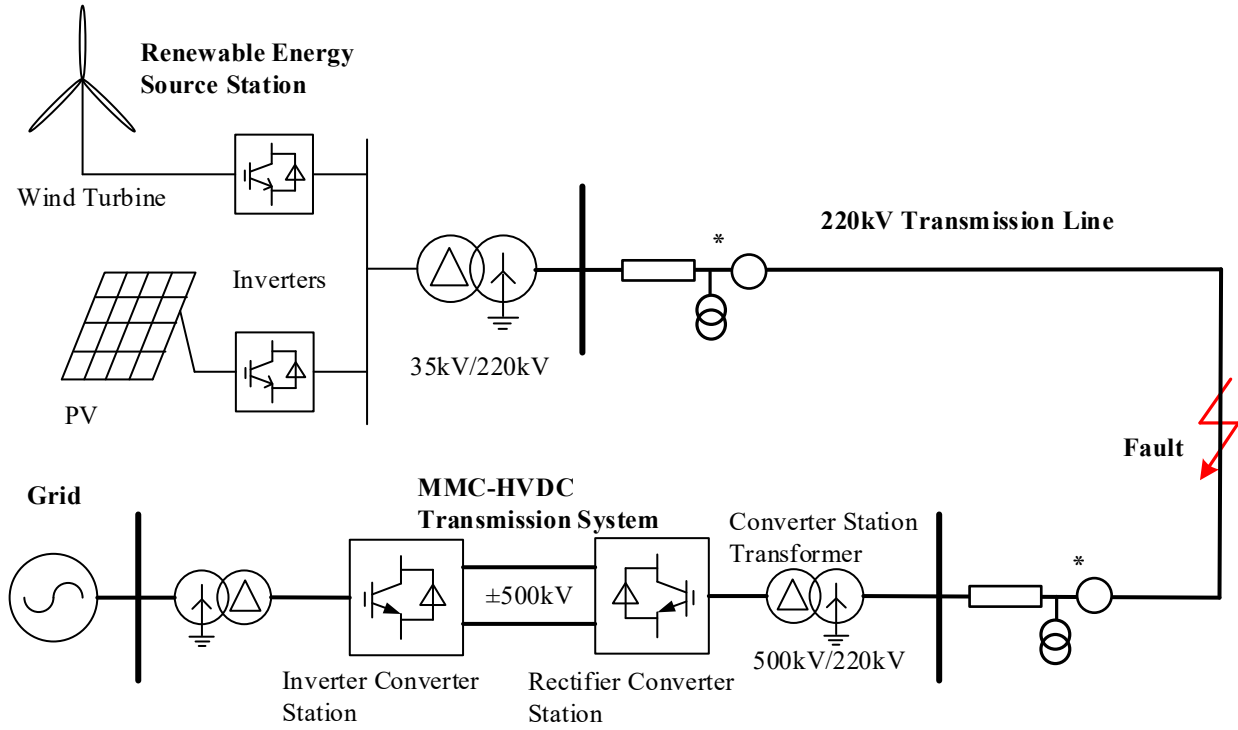 Renewable Energy
Source Station
Wind Turbine
Inverters
PV
35kV/220kV
*
220kV Transmission Line
Fault
Grid
MMC-HVDC
Transmission System
±500kV
Inverter Converter
Station
Rectifier Converter
Station
Converter Station
Transformer
500kV/220kV
*